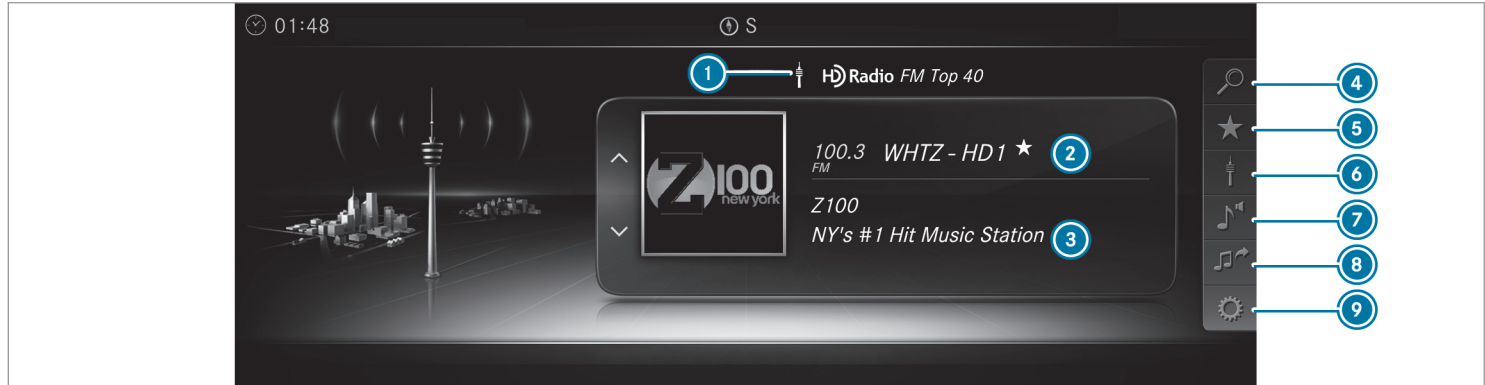 01:48
S
1
HD Radio FM Top 40
4
5
100.3 WHTZ - HD1 ★ 2
FM
6
Z100 new york
Z100
7
NY's #1 Hit Music Station 3
8
9